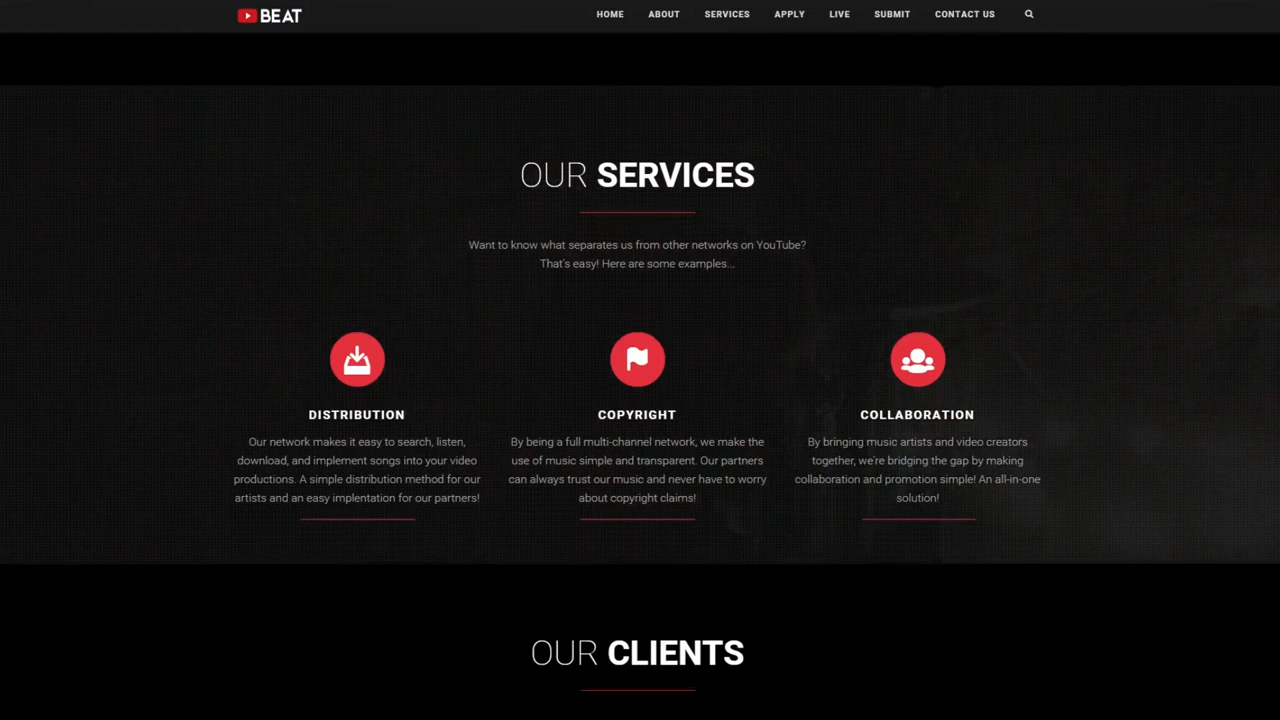 BEAT
HOME ABOUT SERVICES APPLY LIVE SUBMIT CONTACT US
OUR SERVICES
Want to know what separates us from other networks on YouTube?
That's easy! Here are some examples...
DISTRIBUTION
Our network makes it easy to search, listen,
download, and implement songs into your video
productions. A simple distribution method for our
artists and an easy implentation for our partners!
COPYRIGHT
By being a full multi-channel network, we make the
use of music simple and transparent. Our partners
can always trust our music and never have to worry
about copyright claims!
COLLABORATION
By bringing music artists and video creators
together, we're bridging the gap by making
collaboration and promotion simple! An all-in-one
solution!
OUR CLIENTS